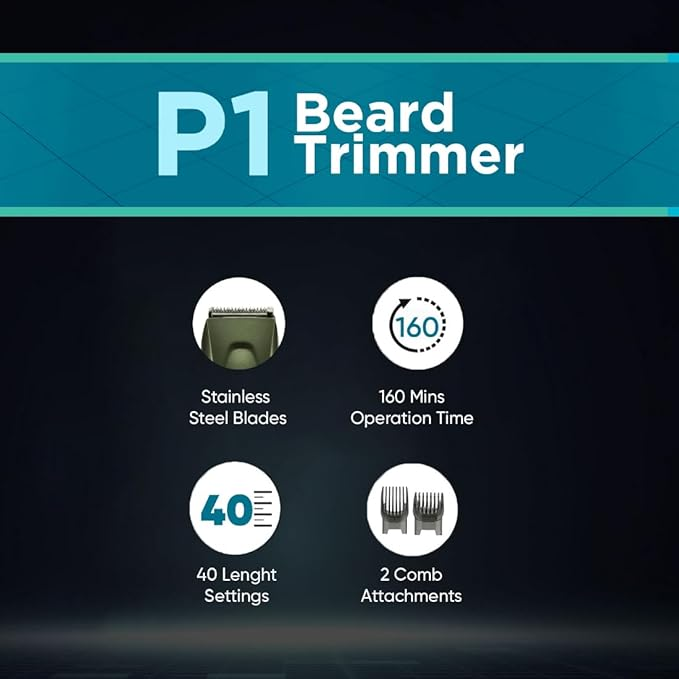 P1 Beard
Trimmer
160
Stainless
Steel Blades
160 Mins
Operation Time
40
40 Lenght
Settings
2 Comb
Attachments